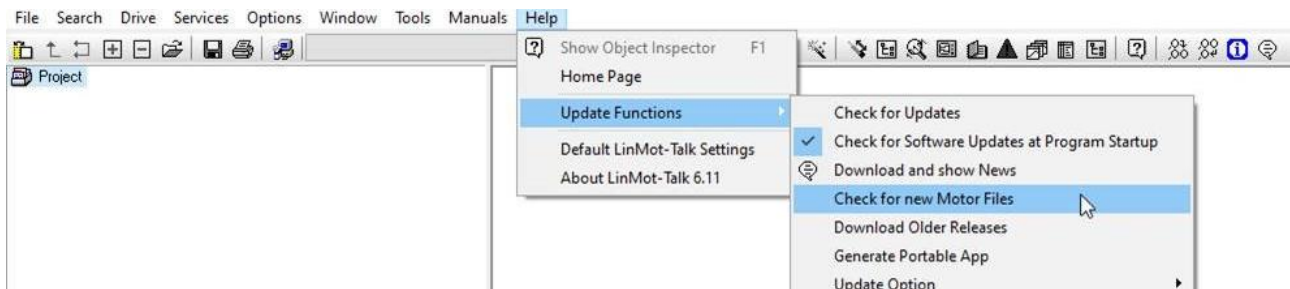 File Search Drive Services Options Window Tools Manuals Help
Show Object Inspector F1
Project
Home Page
Update Functions
Check for Updates
Check for Software Updates at Program Startup
Default LinMot-Talk Settings
Download and show News
About LinMot-Talk 6.11
Check for new Motor Files
Download Older Releases
Generate Portable App
Update Option